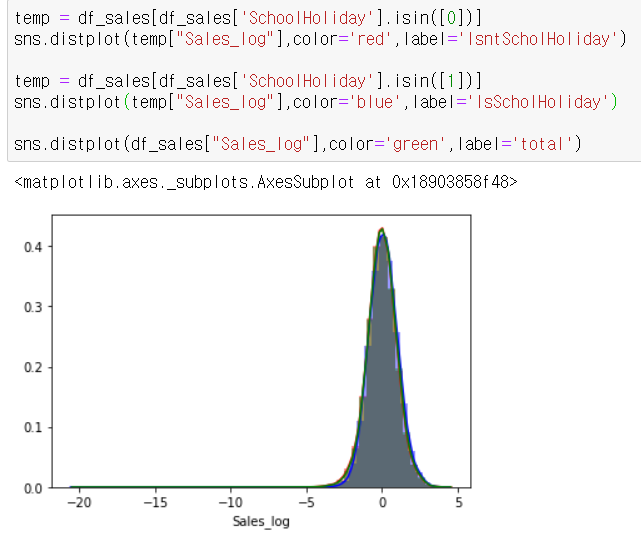 temp = df_sales[df_sales['SchoolHoliday'].isin([0])]
sns.distplot(temp["Sales_log"],color='red',label='IsntScholHoliday')
temp = df_sales[df_sales['SchoolHoliday'].isin([1])]
sns.distplot(temp["Sales_log"],color='blue',label='IsScholHoliday')
sns.distplot(df_sales["Sales_log"],color='green',label='total')
<matplotlib.axes._subplots.AxesSubplot at 0x18903858f48>
0.4
0.3
0.2
0.1
0.0
−20 −15 −10 −5 0 5
Sales_log